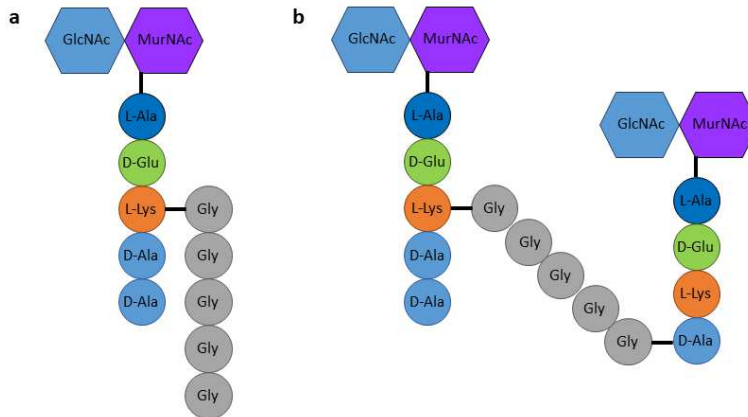 a
GlcNAc MurNAc
L-Ala
D-Glu
L-Lys Gly
D-Ala Gly
D-Ala Gly
Gly
Gly
b
GlcNAc MurNAc
L-Ala
D-Glu
L-Lys Gly
D-Ala Gly
D-Ala Gly
Gly
Gly
GlcNAc MurNAc
L-Ala
D-Glu
L-Lys
D-Ala